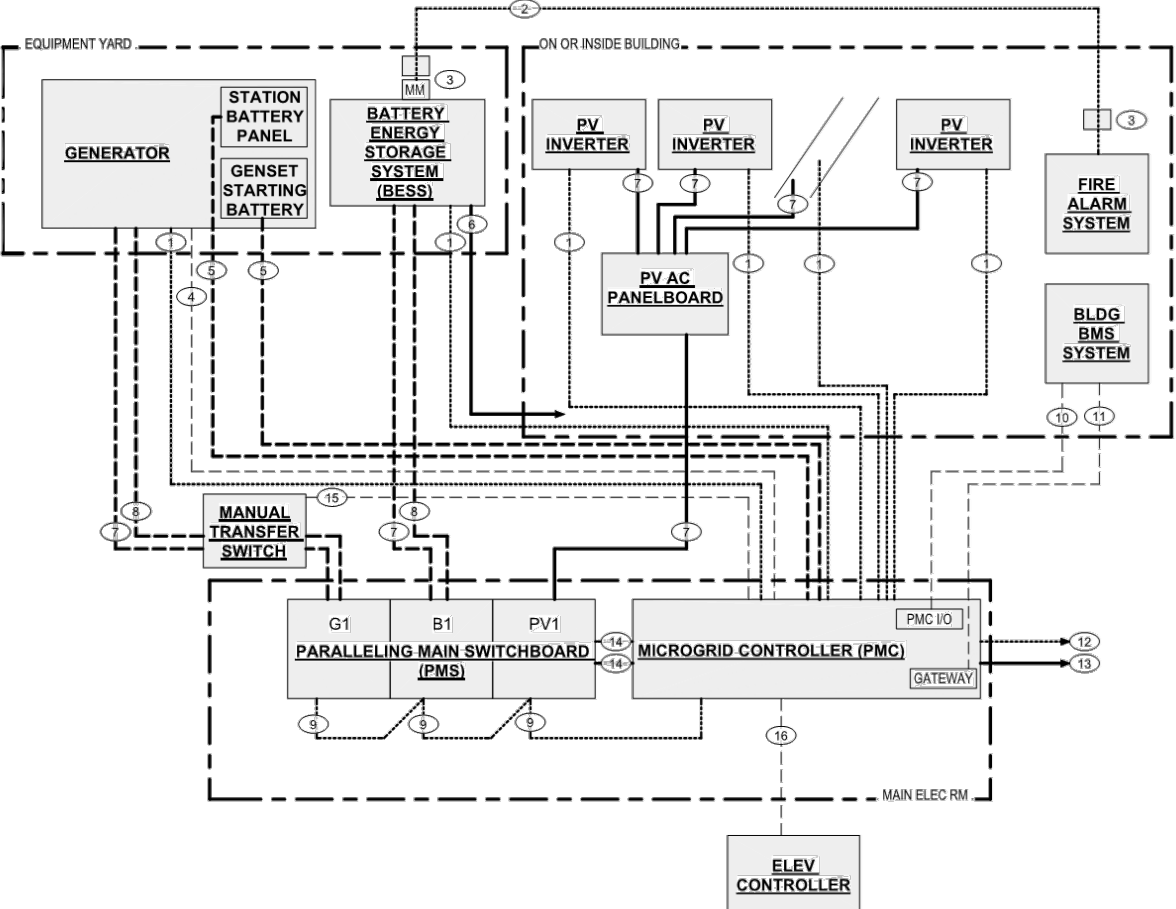 2
EQUIPMENT YARD
ON OR INSIDE BUILDING
3
MM
STATION
BATTERY
PANEL
GENERATOR
GENSET
STARTING
BATTERY
BATTERY
ENERGY
STORAGE
SYSTEM
(BESS)
PV
INVERTER
PV
INVERTER
PV
INVERTER
3
FIRE
ALARM
SYSTEM
7
7
7
7
6
1
1
1
1
1
1
5
5
4
PV AC
PANELBOARD
BLDG
BMS
SYSTEM
10
11
15
8
7
MANUAL
TRANSFER
SWITCH
8
7
7
G1
B1
PV1
PARALLELING MAIN SWITCHBOARD
(PMS)
14
14
PMC I/O
MICROGRID CONTROLLER (PMC)
GATEWAY
12
13
9
9
9
16
MAIN ELEC RM
ELEV
CONTROLLER